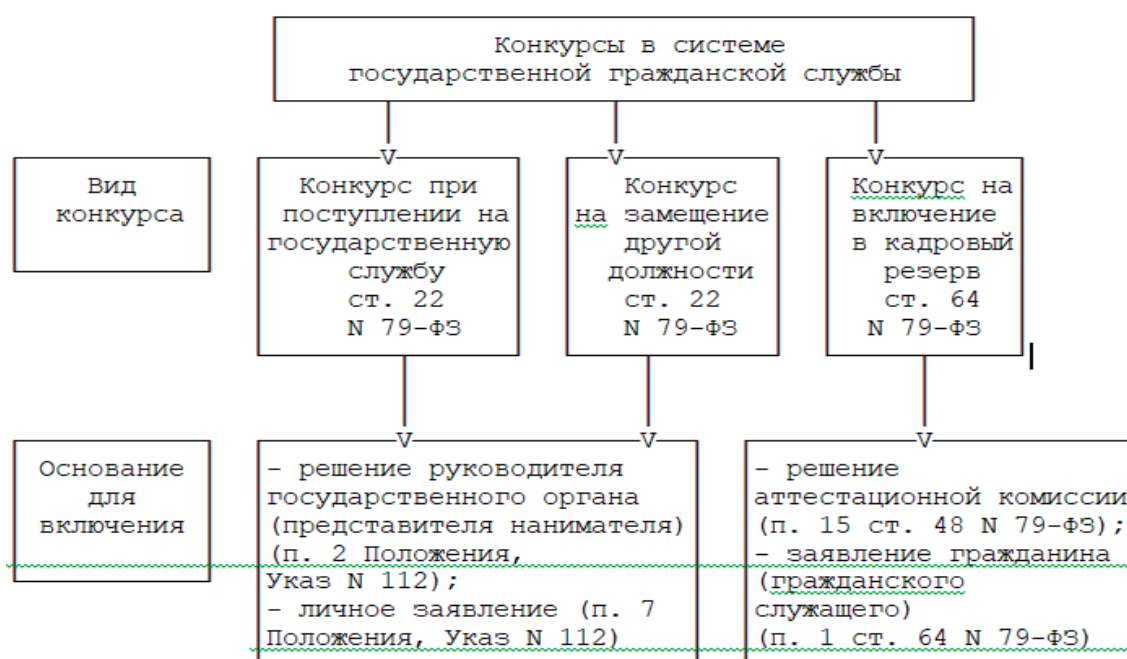 Конкурсы в системе
государственной гражданской службы
Вид
конкурса
Конкурс при
поступлении на
государственную
службу
ст. 22
N 79-ФЗ
Конкурс
на замещение
другой
должности
ст. 22
N 79-ФЗ
Конкурс на
включение
в кадровый
резерв
ст. 64
N 79-ФЗ
Основание
для
включения
- решение руководителя
государственного органа
(представителя нанимателя)
(п. 2 Положения,
Указ N 112);
- личное заявление (п. 7
Положения, Указ N 112)
- решение
аттестационной комиссии
(п. 15 ст. 48 N 79-ФЗ);
- заявление гражданина
(гражданского
служащего)
(п. 1 ст. 64 N 79-ФЗ)